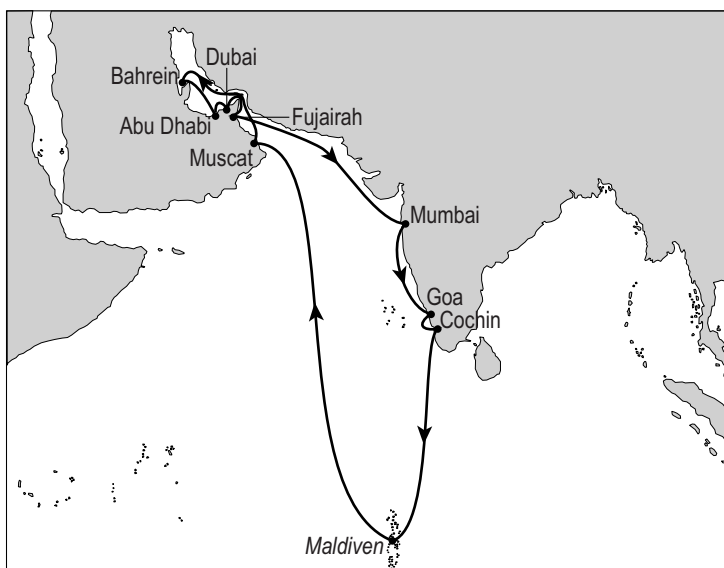 Dubai
Bahrein
Abu Dhabi
Fujairah
Muscat
Mumbai
Goa
Cochin
Maldiven